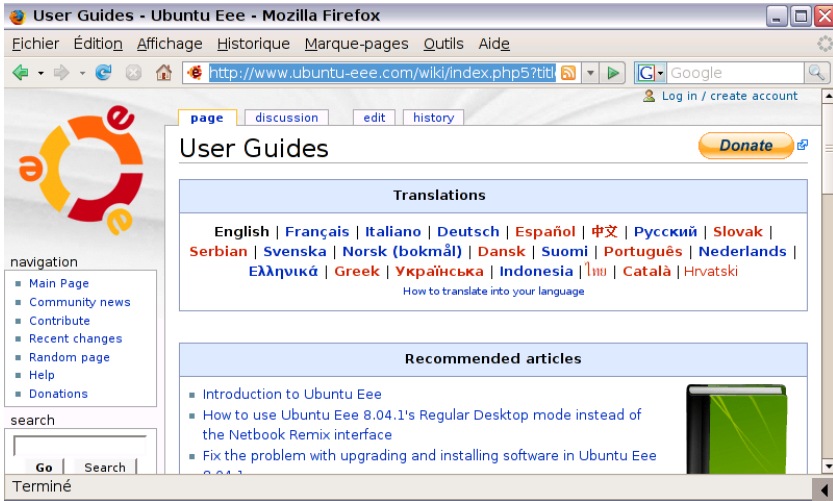 User Guides - Ubuntu Eee - Mozilla Firefox
Fichier Édition Affichage Historique Marque-pages Outils Aide
http://www.ubuntu-eee.com/wiki/index.php5?titl
G Google
Log in / create account
page discussion edit history
User Guides
Donate
Translations
English | Français | Italiano | Deutsch | Español | 中文 | Русский | Slovak |
Serbian | Svenska | Norsk (bokmål) | Dansk | Suomi | Português | Nederlands |
Ελληνικά | Greek | Українська | Indonesia | ไทย | Català | Hrvatski
How to translate into your language
navigation
Main Page
Community news
Contribute
Recent changes
Random page
Help
Donations
search
Go Search
Recommended articles
Introduction to Ubuntu Eee
How to use Ubuntu Eee 8.04.1's Regular Desktop mode instead of
the Netbook Remix interface
Fix the problem with upgrading and installing software in Ubuntu Eee
8.04.1
Terminé